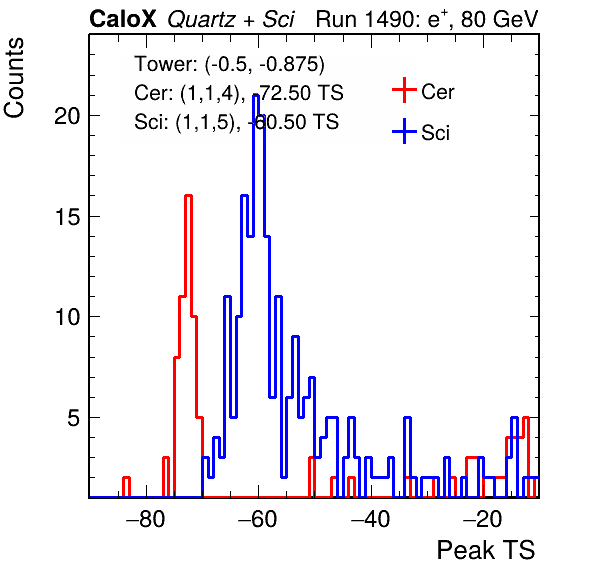 CaloX Quartz + Sci Run 1490: e+, 80 GeV
Counts
Tower: (-0.5, -0.875)
Cer: (1,1,4), -72.50 TS
Sci: (1,1,5), -60.50 TS
Cer
Sci
20
15
10
5
−80 −60 −40 −20
Peak TS